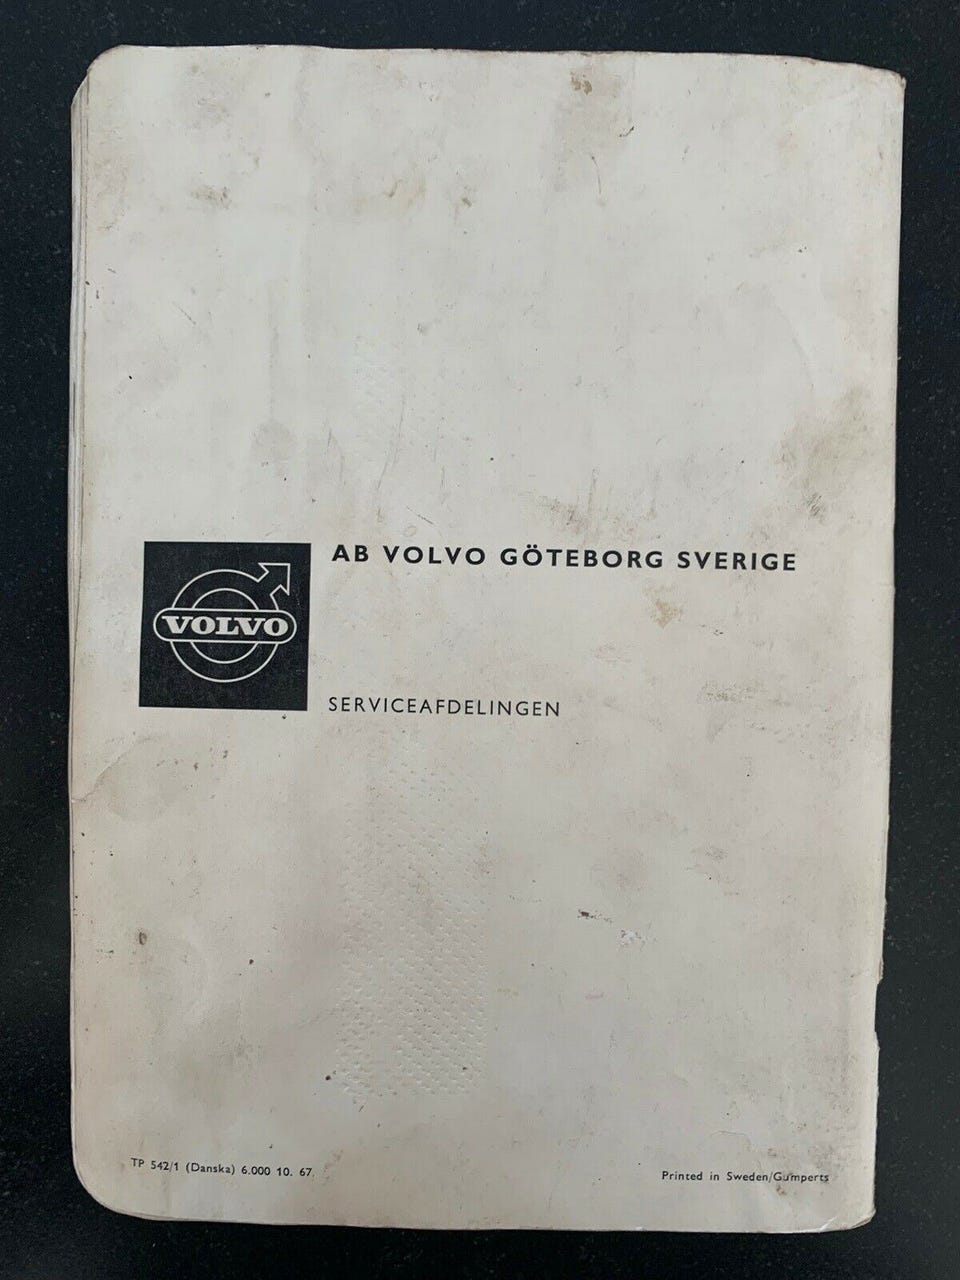 AB VOLVO GÖTEBORG SVERIGE
VOLVO
SERVICEAFDELINGEN
TP 542/1 (Danska) 6.000 10. 67.
Printed in Sweden/Gumperts